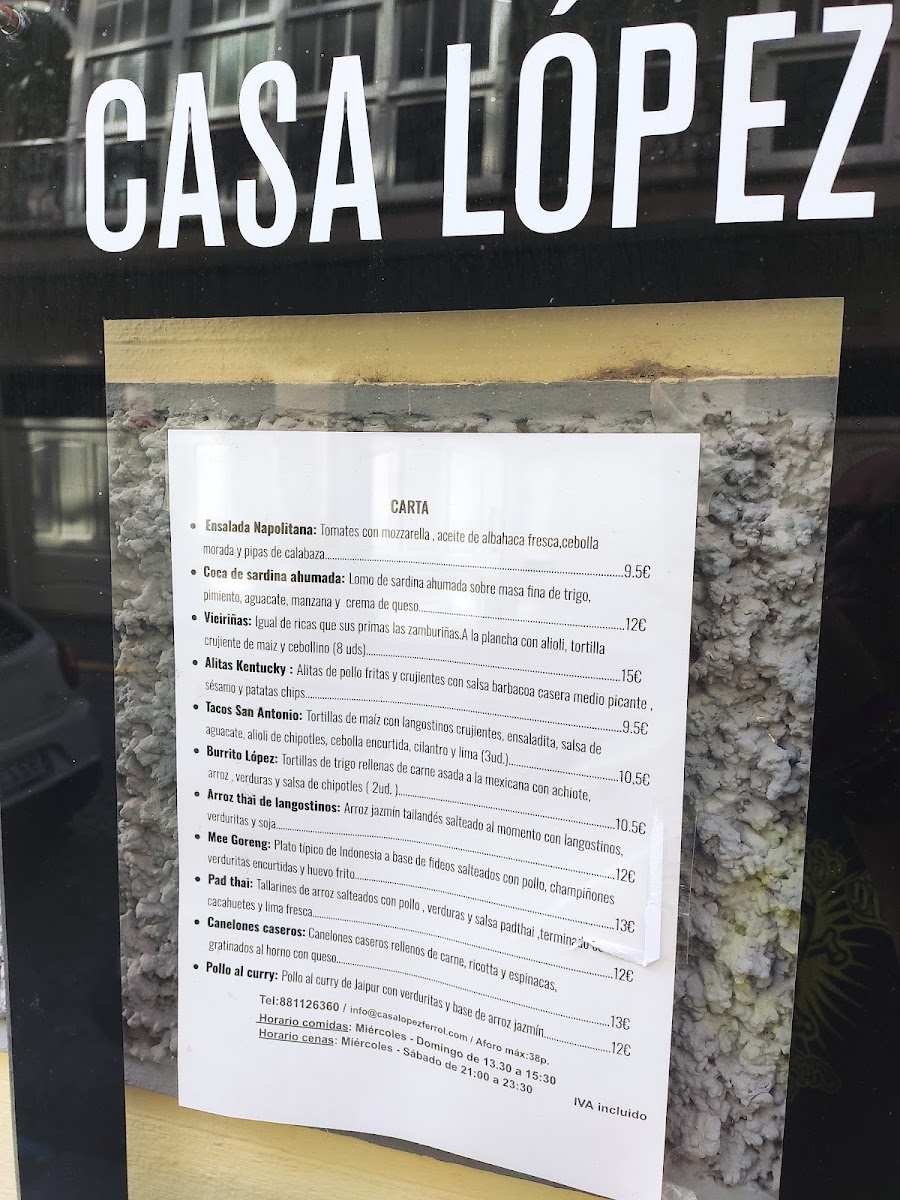 CASA LÓPEZ
CARTA
• Ensalada Napolitana: Tomates con mozzarella , aceite de albahaca fresca,cebolla
morada y pipas de calabaza..........9.5€
• Coca de sardina ahumada: Lomo de sardina ahumada sobre masa fina de trigo,
pimiento, aguacate, manzana y crema de queso..........12€
• Vieiriñas: Igual de ricas que sus primas las zamburiñas.A la plancha con alioli, tortilla
crujiente de maiz y cebollino (8 uds)..........15€
• Alitas Kentucky : Alitas de pollo fritas y crujientes con salsa barbacoa casera medio picante ,
sésamo y patatas chips..........9.5€
• Tacos San Antonio: Tortillas de maíz con langostinos crujientes, ensaladita, salsa de
aguacate, alioli de chipotles, cebolla encurtida, cilantro y lima (3ud.)..........10,5€
• Burrito López: Tortillas de trigo rellenas de carne asada a la mexicana con achiote,
arroz , verduras y salsa de chipotles ( 2ud. )..........10.5€
• Arroz thai de langostinos: Arroz jazmín tailandés salteado al momento con langostinos,
verduritas y soja..........12€
• Mee Goreng: Plato típico de Indonesia a base de fideos salteados con pollo, champiñones
verduritas encurtidas y huevo frito..........13€
• Pad thai: Tallarines de arroz salteados con pollo , verduras y salsa padthai ,terminado
cacahuetes y lima fresca..........12€
• Canelones caseros: Canelones caseros rellenos de carne, ricotta y espinacas,
gratinados al horno con queso..........13€
• Pollo al curry: Pollo al curry de Jaipur con verduritas y base de arroz jazmín..........12€
Tel:881126360 / info@casalopezferrol.com / Aforo máx:38p.
Horario comidas: Miércoles - Domingo de 13.30 a 15:30
Horario cenas: Miércoles - Sábado de 21:00 a 23:30
IVA incluido